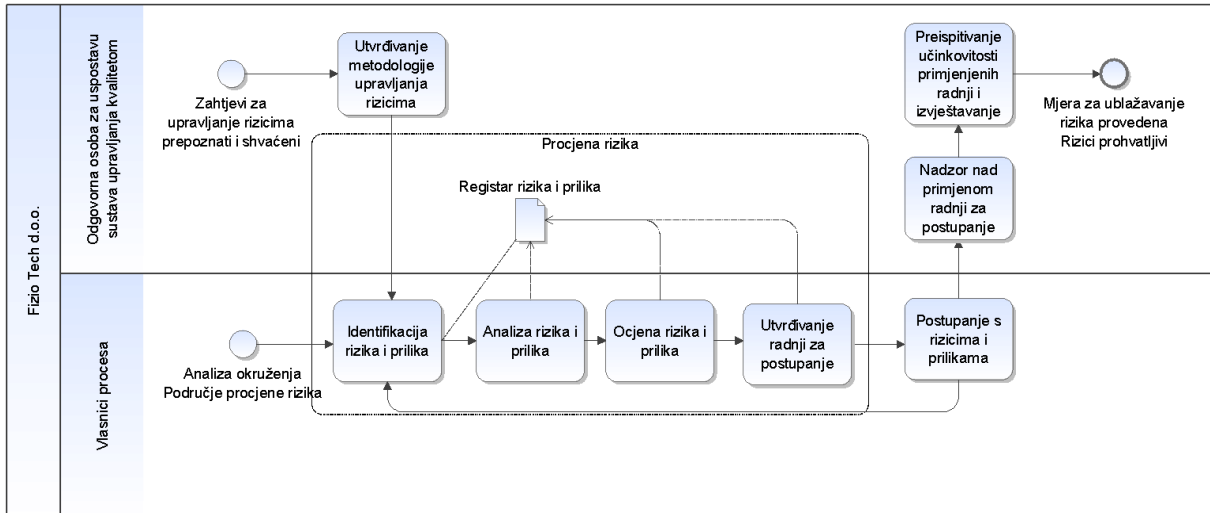 Fizio Tech d.o.o.
Odgovorna osoba za uspostavu
sustava upravljanja kvalitetom
Zahtjevi za
upravljanje rizicima
prepoznati i shvaćeni
Utvrđivanje
metodologije
upravljanja
rizicima
Preispitivanje
učinkovitosti
primjenjenih
radnji i
izvještavanje
Mjera za ublažavanje
rizika provedena
Rizici prohvatljivi
Procjena rizika
Registar rizika i prilika
Nadzor nad
primjenom
radnji za
postupanje
Vlasnici procesa
Analiza okruženja
Područje procjene rizika
Identifikacija
rizika i prilika
Analiza rizika i
prilika
Ocjena rizika i
prilika
Utvrđivanje
radnji za
postupanje
Postupanje s
rizicima i
prilikama